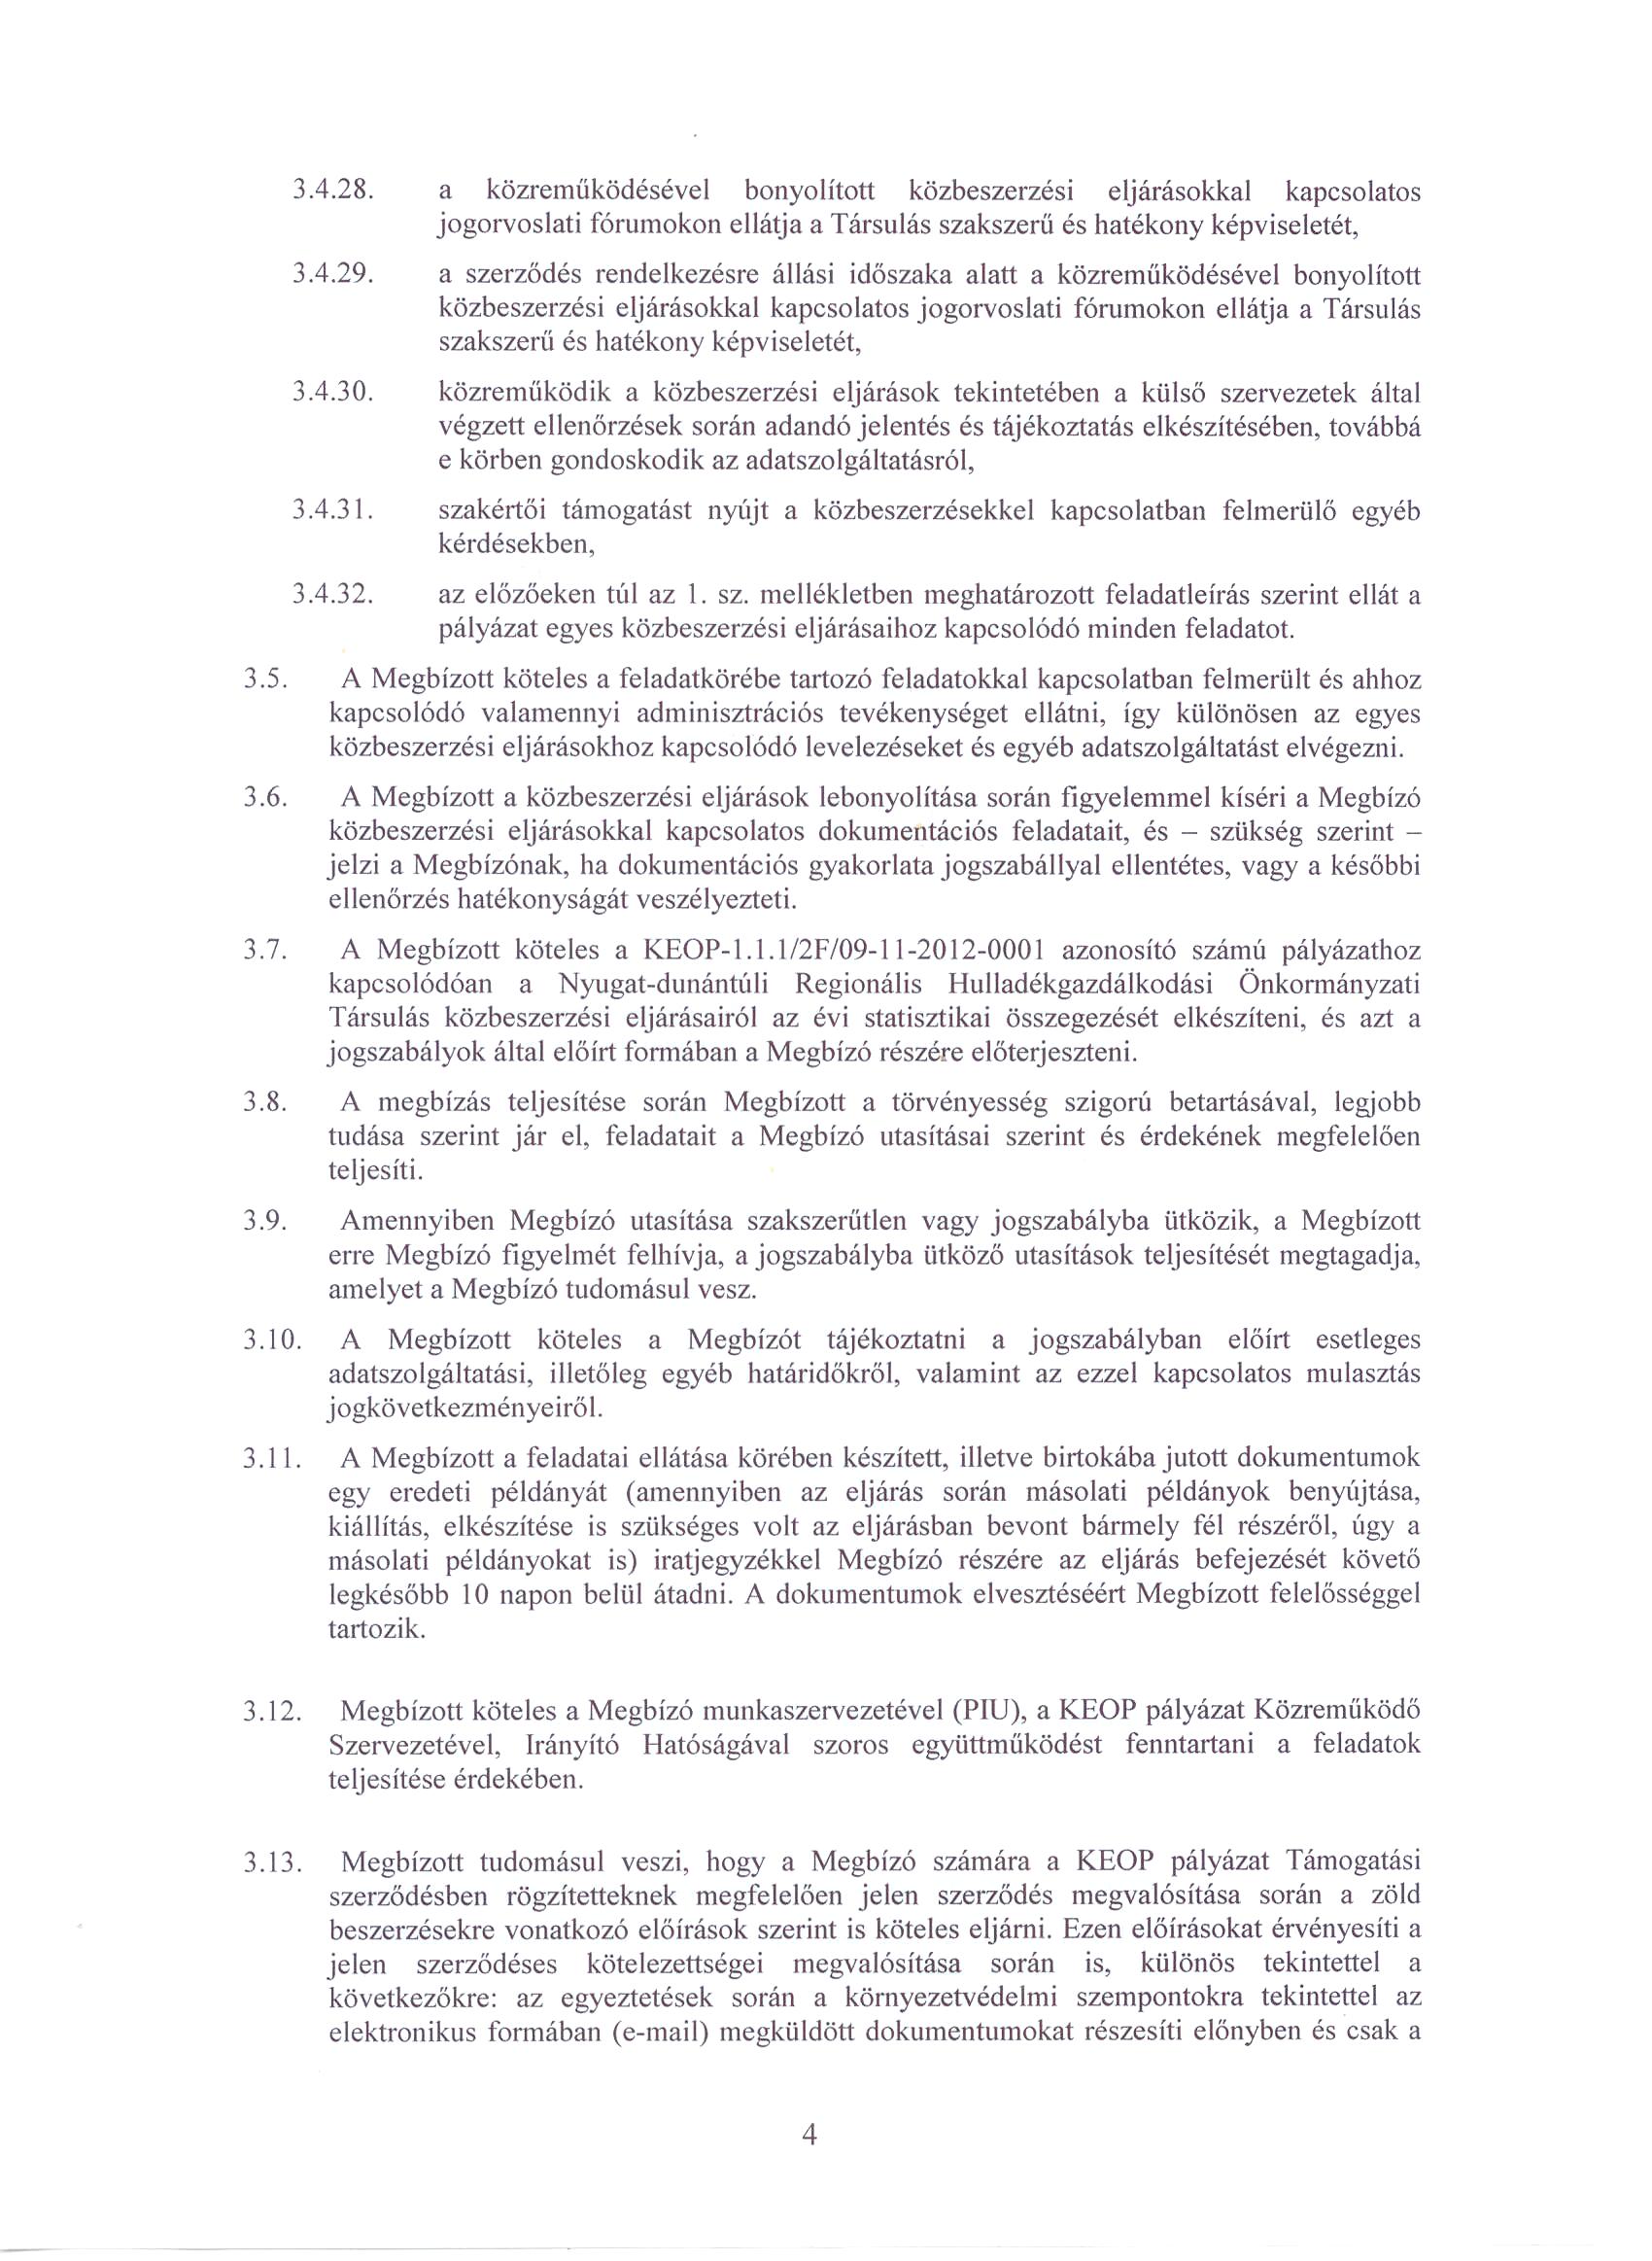 3.4.28. a közreműködésével bonyolított közbeszerzési eljárásokkal kapcsolatos
jogorvoslati fórumokon ellátja a Társulás szakszerű és hatékony képviseletét,
3.4.29. a szerződés rendelkezésre állási időszaka alatt a közreműködésével bonyolított
közbeszerzési eljárásokkal kapcsolatos jogorvoslati fórumokon ellátja a Társulás
szakszerű és hatékony képviseletét,
3.4.30. közreműködik a közbeszerzési eljárások tekintetében a külső szervezetek által
végzett ellenőrzések során adandó jelentés és tájékoztatás elkészítésében, továbbá
e körben gondoskodik az adatszolgáltatásról,
3.4.31. szakértői támogatást nyújt a közbeszerzésekkel kapcsolatban felmerülő egyéb
kérdésekben,
3.4.32. az előzőeken túl az 1. sz. mellékletben meghatározott feladatleírás szerint ellát a
pályázat egyes közbeszerzési eljárásaihoz kapcsolódó minden feladatot.
3.5. A Megbízott köteles a feladatkörébe tartozó feladatokkal kapcsolatban felmerült és ahhoz
kapcsolódó valamennyi adminisztrációs tevékenységet ellátni, így különösen az egyes
közbeszerzési eljárásokhoz kapcsolódó levelezéseket és egyéb adatszolgáltatást elvégezni.
3.6. A Megbízott a közbeszerzési eljárások lebonyolítása során figyelemmel kíséri a Megbízó
közbeszerzési eljárásokkal kapcsolatos dokumentációs feladatait, és – szükség szerint –
jelzi a Megbízónak, ha dokumentációs gyakorlata jogszabállyal ellentétes, vagy a későbbi
ellenőrzés hatékonyságát veszélyezteti.
3.7. A Megbízott köteles a KEOP-1.1.1/2F/09-11-2012-0001 azonosító számú pályázathoz
kapcsolódóan a Nyugat-dunántúli Regionális Hulladékgazdálkodási Önkormányzati
Társulás közbeszerzési eljárásairól az évi statisztikai összegezését elkészíteni, és azt a
jogszabályok által előírt formában a Megbízó részére előterjeszteni.
3.8. A megbízás teljesítése során Megbízott a törvényesség szigorú betartásával, legjobb
tudása szerint jár el, feladatait a Megbízó utasításai szerint és érdekének megfelelően
teljesíti.
3.9. Amennyiben Megbízó utasítása szakszerűtlen vagy jogszabályba ütközik, a Megbízott
erre Megbízó figyelmét felhívja, a jogszabályba ütköző utasítások teljesítését megtagadja,
amelyet a Megbízó tudomásul vesz.
3.10. A Megbízott köteles a Megbízót tájékoztatni a jogszabályban előírt esetleges
adatszolgáltatási, illetőleg egyéb határidőkről, valamint az ezzel kapcsolatos mulasztás
jogkövetkezményeiről.
3.11. A Megbízott a feladatai ellátása körében készített, illetve birtokába jutott dokumentumok
egy eredeti példányát (amennyiben az eljárás során másolati példányok benyújtása,
kiállítás, elkészítése is szükséges volt az eljárásban bevont bármely fél részéről, úgy a
másolati példányokat is) iratjegyzékkel Megbízó részére az eljárás befejezését követő
legkésőbb 10 napon belül átadni. A dokumentumok elvesztéséért Megbízott felelősséggel
tartozik.
3.12. Megbízott köteles a Megbízó munkaszervezetével (PIU), a KEOP pályázat Közreműködő
Szervezetével, Irányító Hatóságával szoros együttműködést fenntartani a feladatok
teljesítése érdekében.
3.13. Megbízott tudomásul veszi, hogy a Megbízó számára a KEOP pályázat Támogatási
szerződésben rögzítetteknek megfelelően jelen szerződés megvalósítása során a zöld
beszerzésekre vonatkozó előírások szerint is köteles eljárni. Ezen előírásokat érvényesíti a
jelen szerződéses kötelezettségei megvalósítása során is, különös tekintettel a
következőkre: az egyeztetések során a környezetvédelmi szempontokra tekintettel az
elektronikus formában (e-mail) megküldött dokumentumokat részesíti előnyben és csak a
4